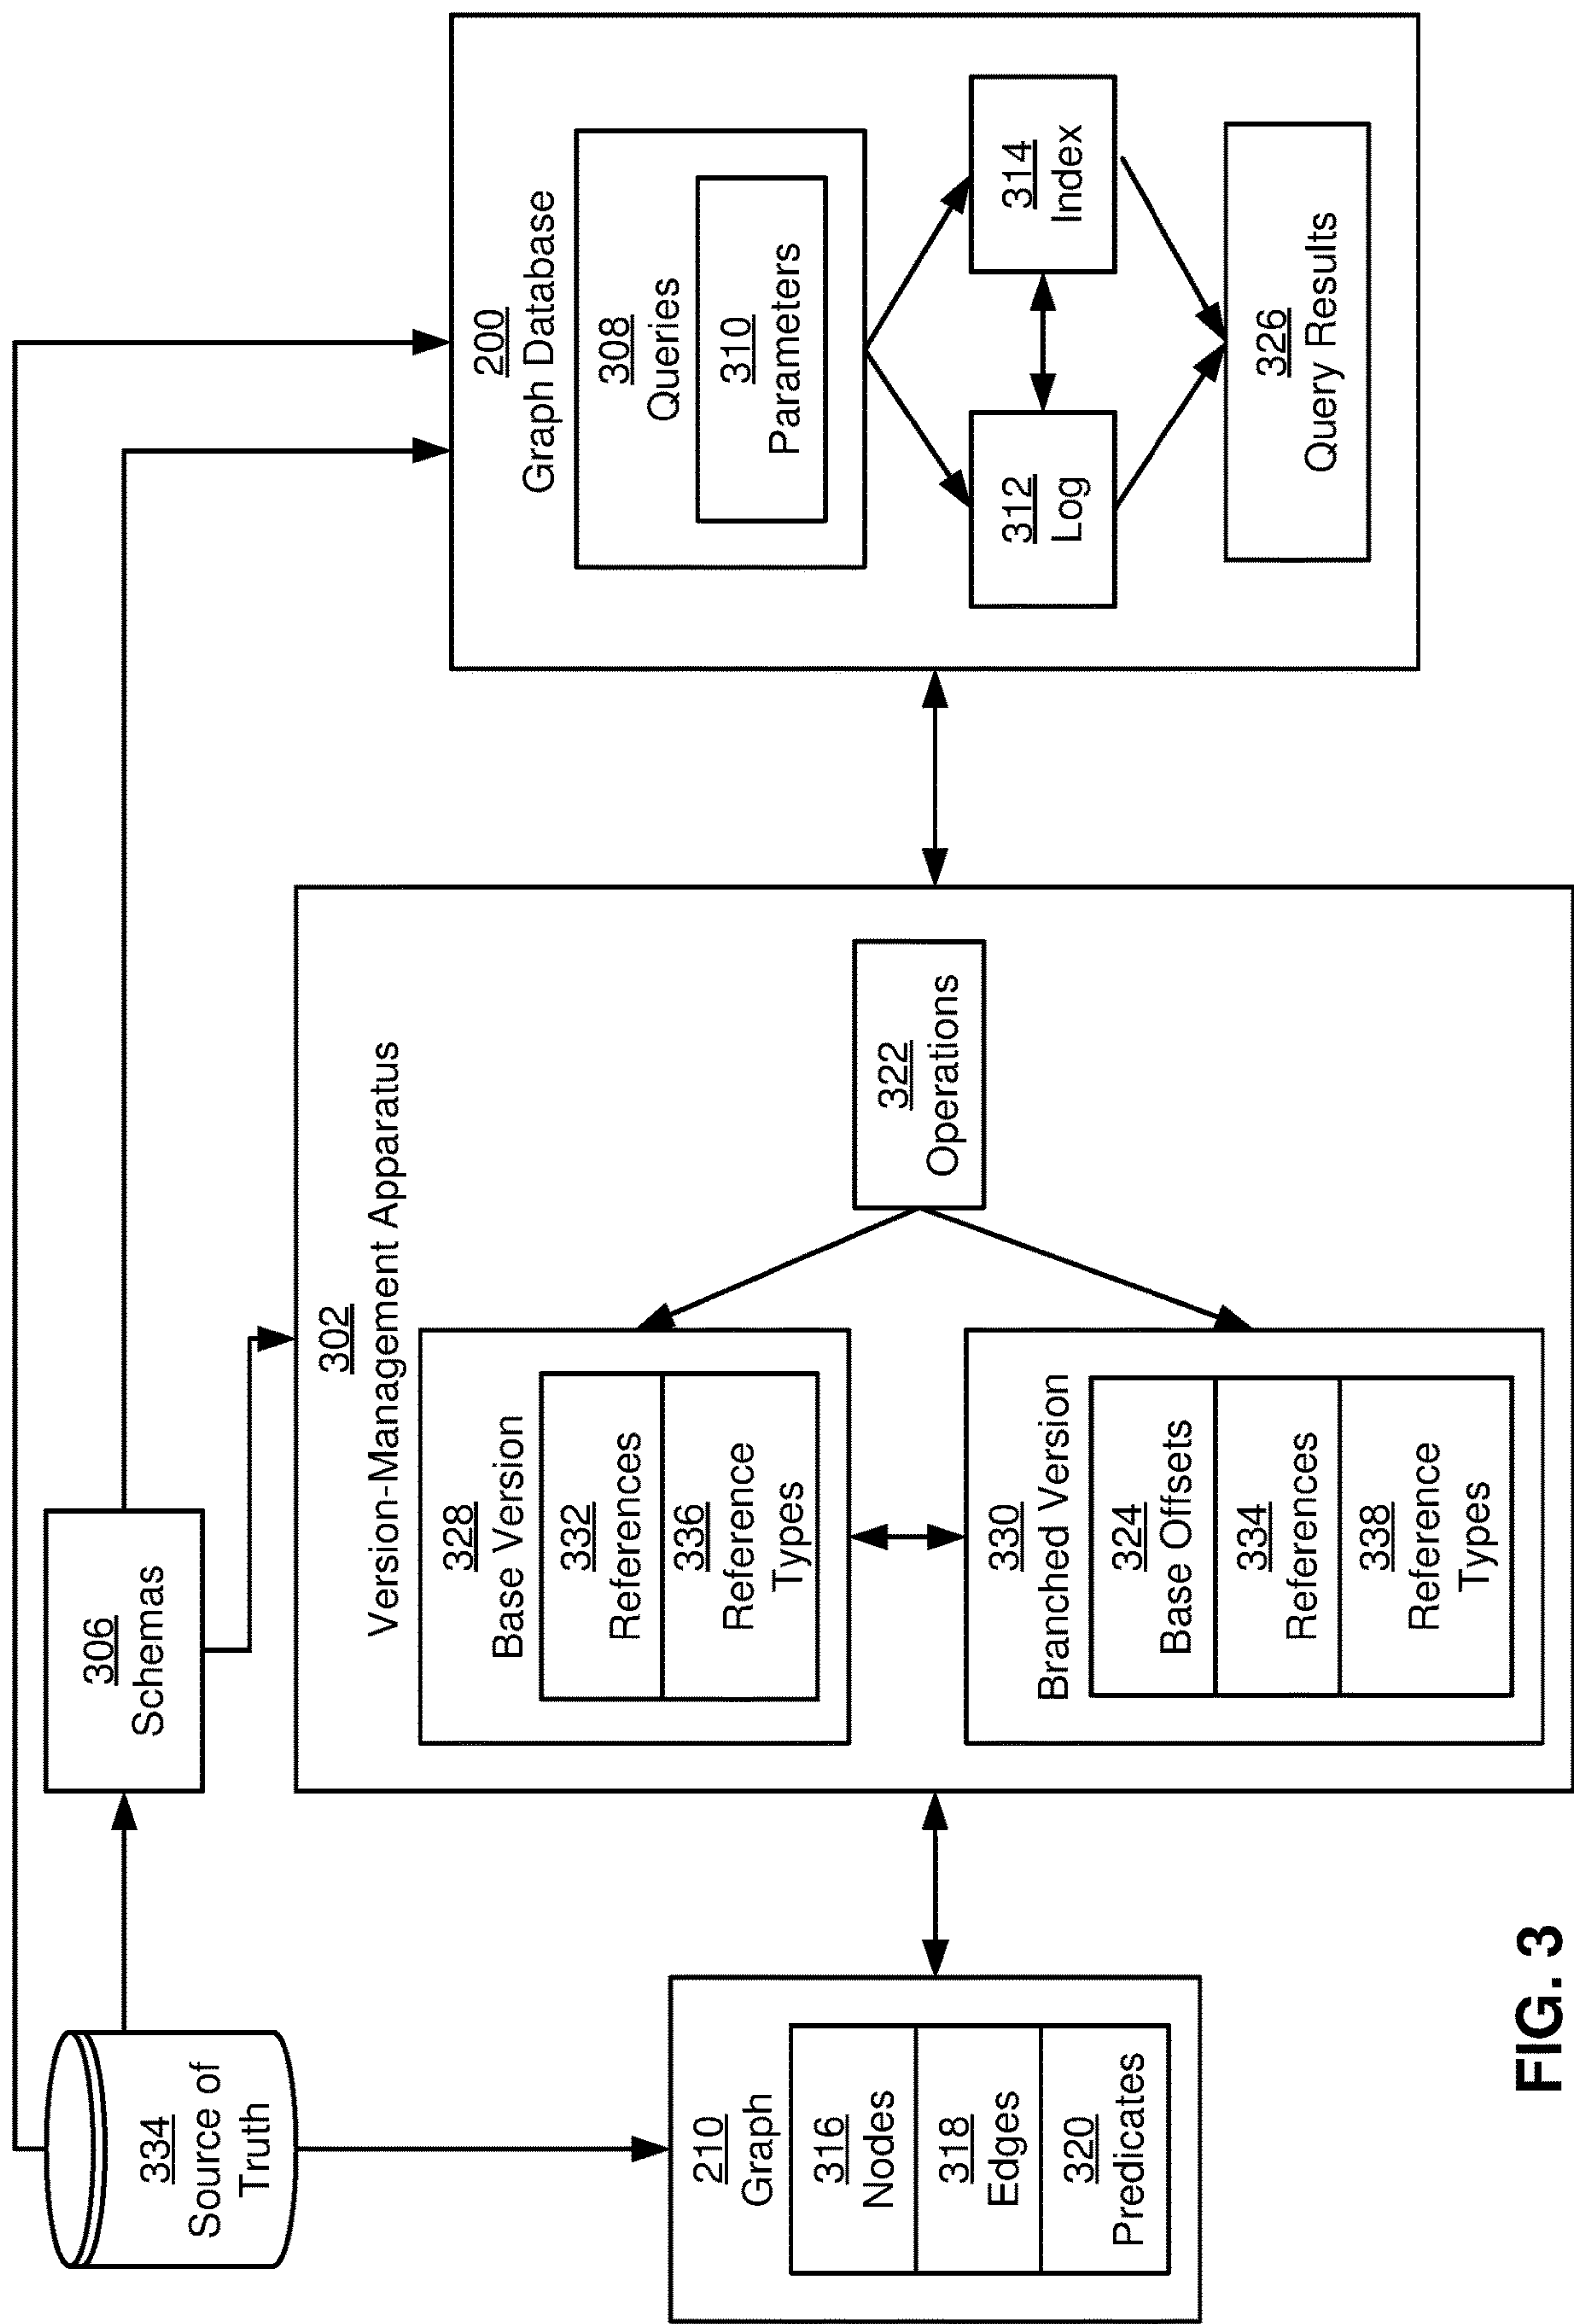 334
Source of
Truth
306
Schemas
210
Graph
316
Nodes
318
Edges
320
Predicates
302
Version-Management Apparatus
328
Base Version
332
References
336
Reference
Types
330
Branched Version
324
Base Offsets
334
References
338
Reference
Types
322
Operations
200
Graph Database
308
Queries
310
Parameters
312
Log
314
Index
326
Query Results
FIG. 3